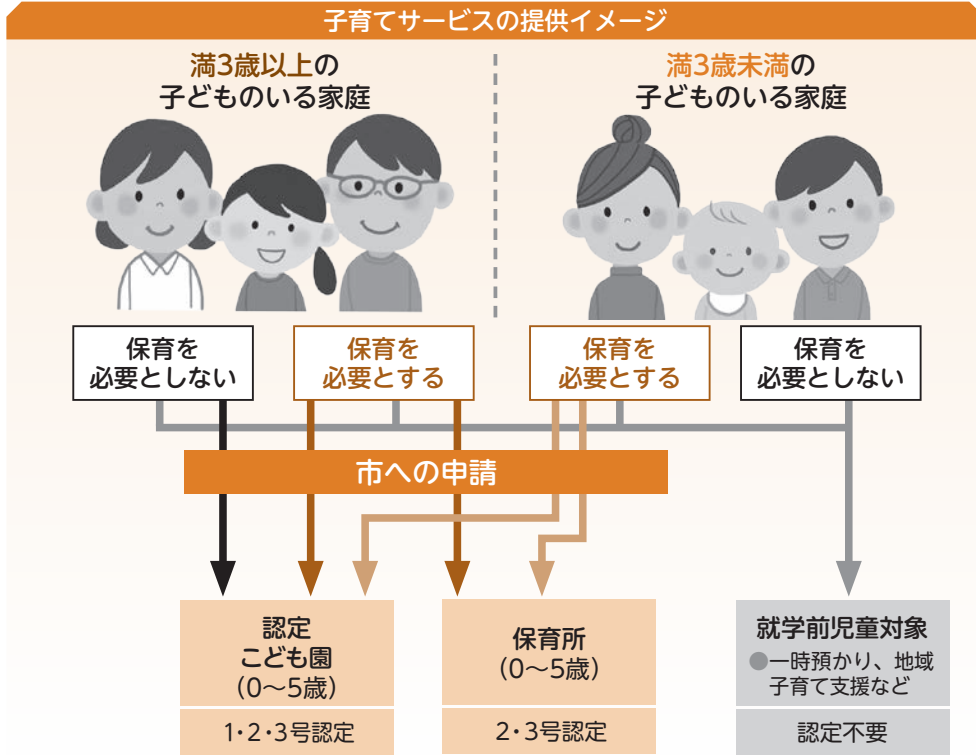 子育てサービスの提供イメージ
満3歳以上の
子どものいる家庭
満3歳未満の
子どものいる家庭
保育を
必要としない
保育を
必要とする
保育を
必要とする
保育を
必要としない
市への申請
認定
こども園
(0〜5歳)
1・2・3号認定
保育所
(0〜5歳)
2・3号認定
就学前児童対象
●一時預かり、地域
子育て支援など
認定不要